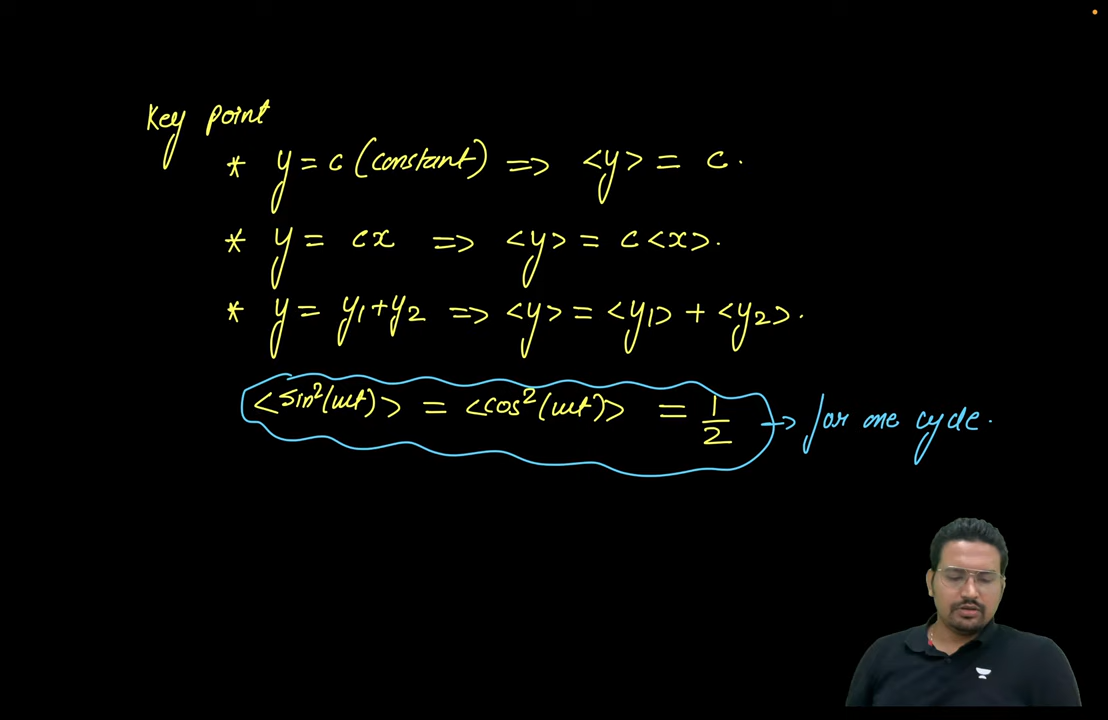 Key point
* y = c (constant) => <y> = c.
* y = cx => <y> = c<x>.
* y = y1+y2 => <y> = <y1> + <y2>.
<sin²(ωt)> = <cos²(ωt)> = 1/2 → for one cycle.